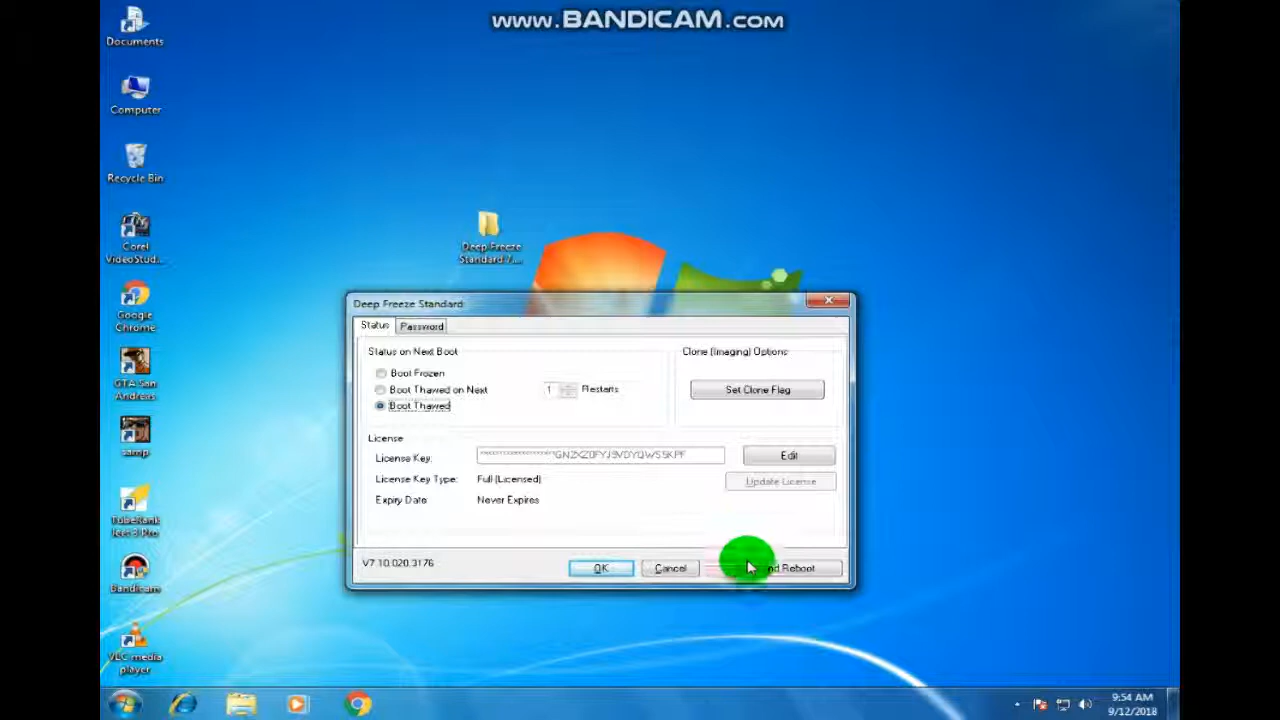 www.BANDICAM.com
Documents
Computer
Recycle Bin
Corel
VideoStud...
Google
Chrome
GTA San
Andreas
samp
TubeRank
Jeet 3 Pro
Bandicam
VLC media
player
Deep Freeze
Standard 7....
Deep Freeze Standard
Status
Password
Status on Next Boot
Boot Frozen
Boot Thawed on Next
1
Restarts
Boot Thawed
Clone (Imaging) Options
Set Clone Flag
License
License Key:
Edit
License Key Type:
Full (Licensed)
Update License
Expiry Date:
Never Expires
V7.10.020.3176
OK
Cancel
nd Reboot
9:54 AM
9/12/2018